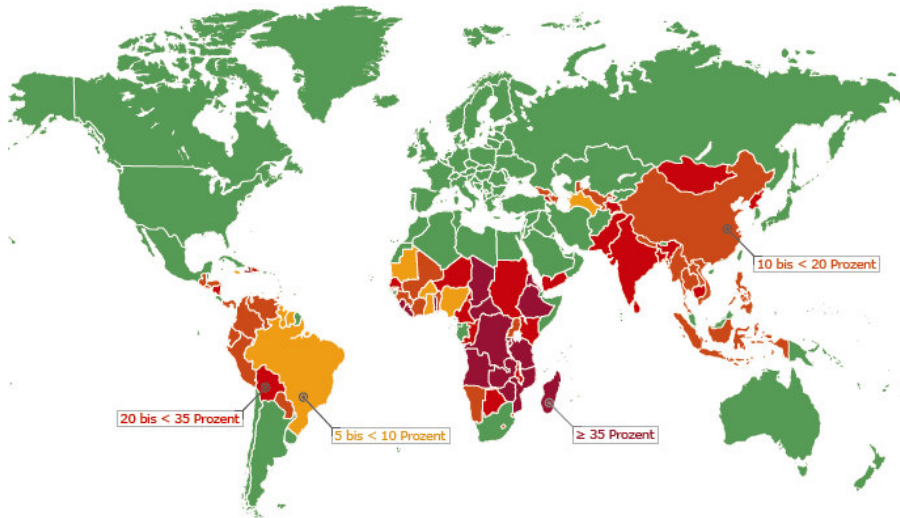 10 bis < 20 Prozent
20 bis < 35 Prozent
5 bis < 10 Prozent
≥ 35 Prozent